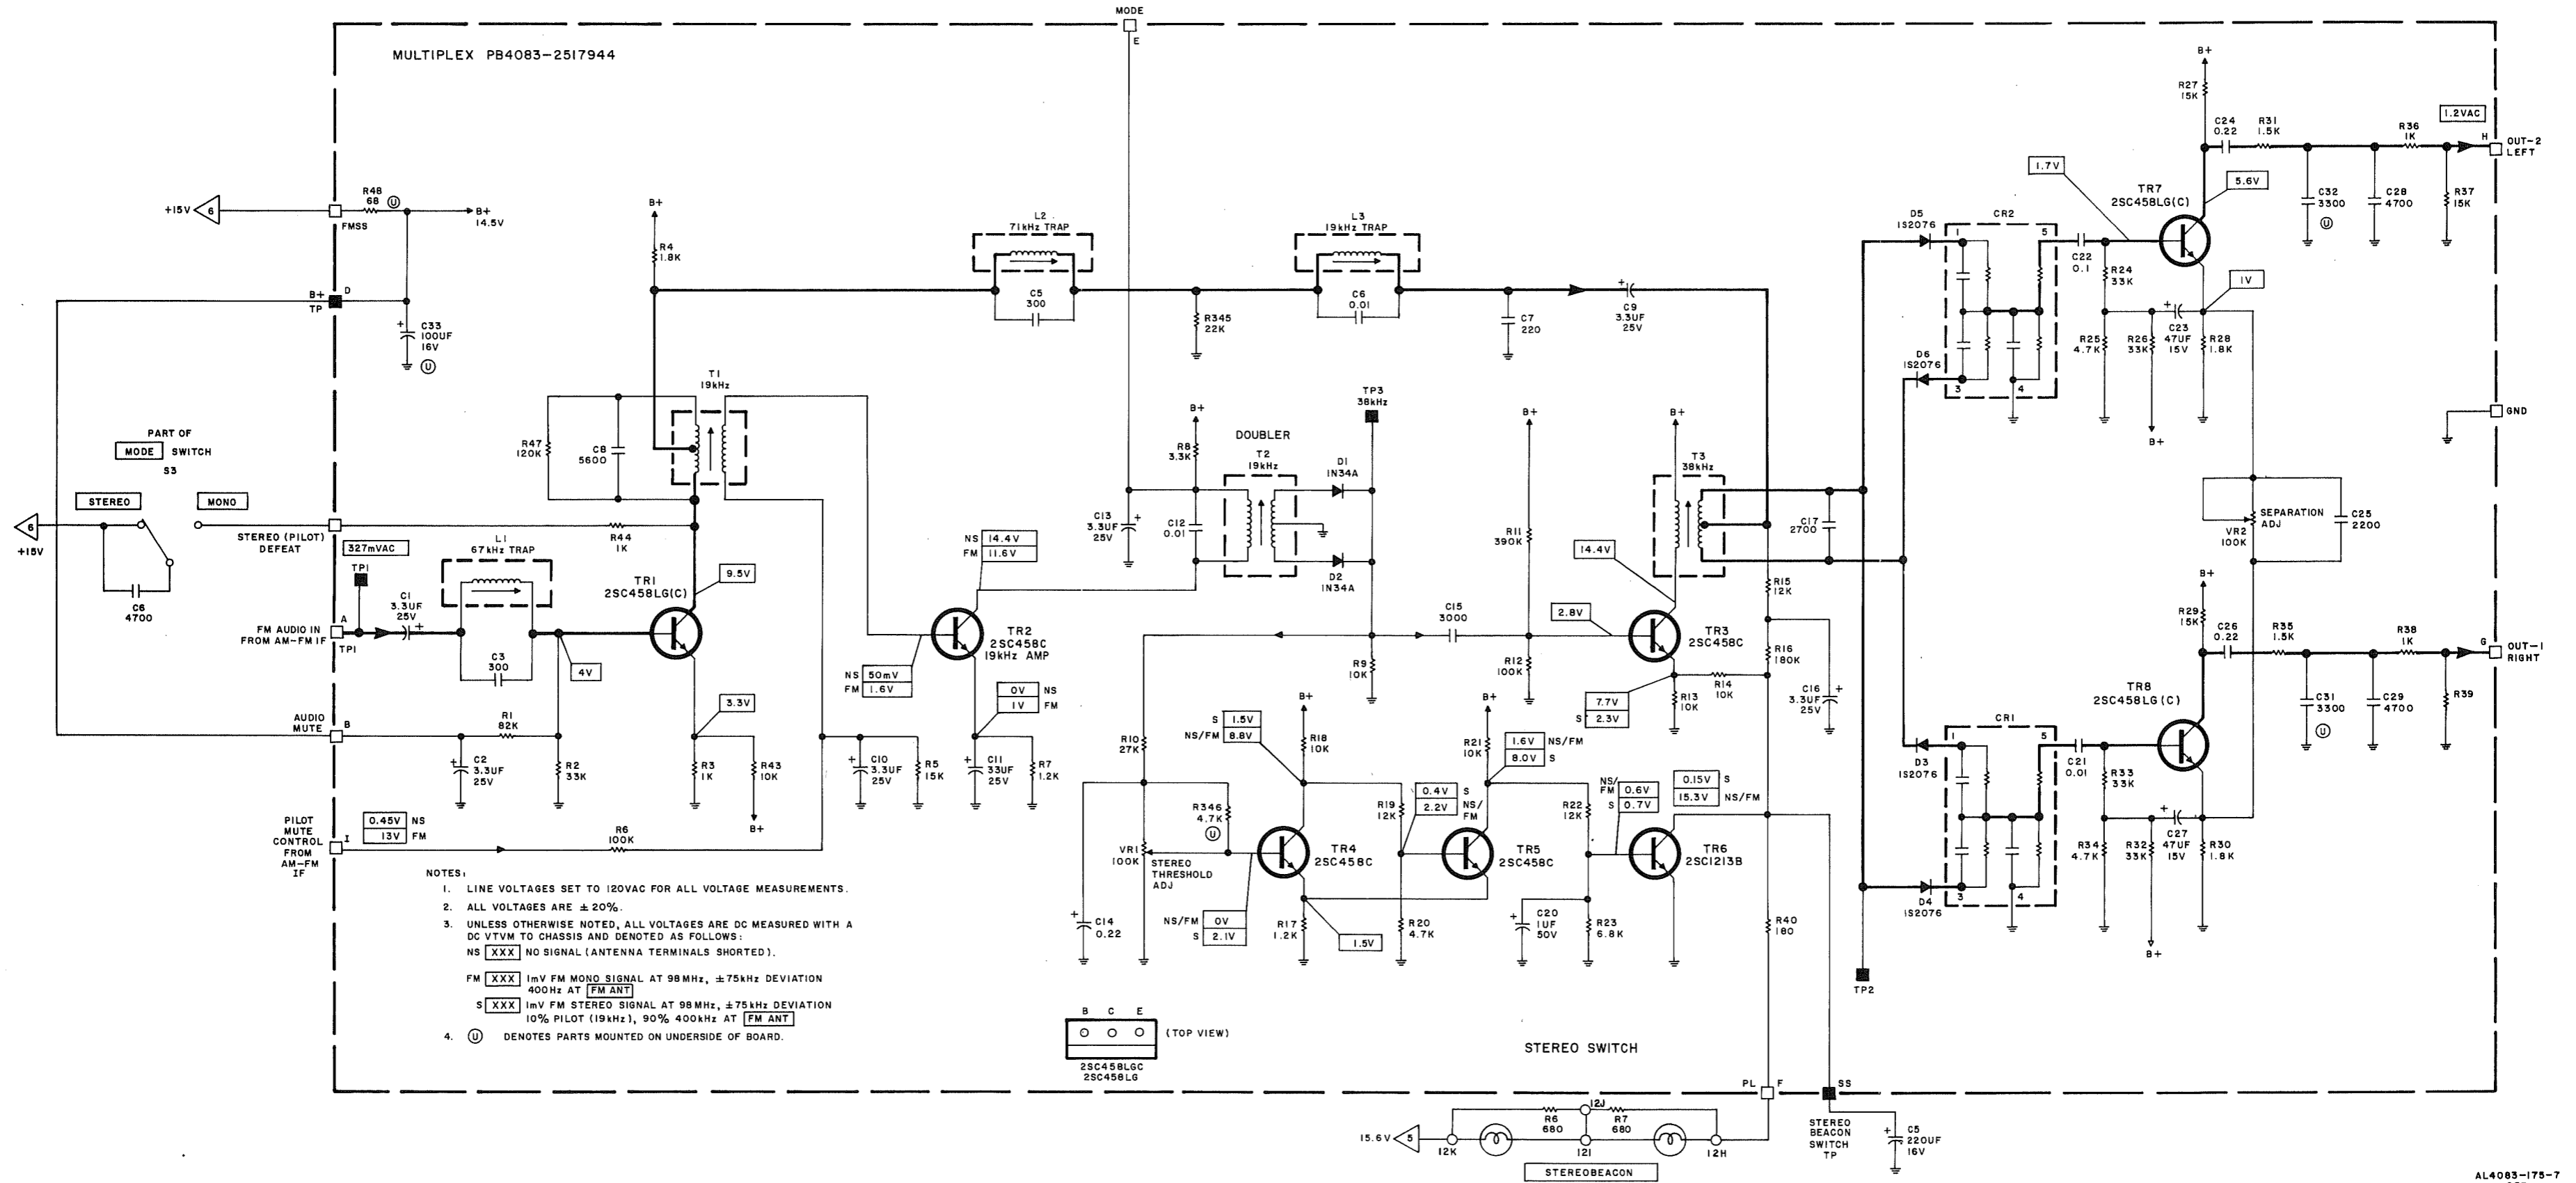 MODE
E
MULTIPLEX PB4083-2517944
B+
R27
15K
1.2VAC
C24
0.22
R31
1.5K
R36
1K
H
OUT-2
LEFT
1.7V
TR7
2SC458LG(C)
5.6V
C32
3300
U
C28
4700
R37
15K
+15V
6
R48
68
U
FMSS
B+
14.5V
B+
TP
D
C33
100UF
16V
U
B+
R4
1.8K
L2
71kHz TRAP
C5
300
R345
22K
L3
19kHz TRAP
C6
0.01
C7
220
C9
3.3UF
25V
D5
1S2076
CR2
1
5
3
4
D6
1S2076
C22
0.1
R24
33K
1V
R25
4.7K
R26
33K
C23
47UF
15V
R28
1.8K
B+
GND
T1
19kHz
R47
120K
C8
5600
PART OF
MODE SWITCH
S3
STEREO
MONO
6
+15V
C6
4700
STEREO (PILOT)
DEFEAT
R44
1K
327mVAC
TP1
L1
67kHz TRAP
C3
300
A
FM AUDIO IN
FROM AM-FM IF
TP1
C1
3.3UF
25V
4V
TR1
2SC458LG(C)
9.5V
3.3V
AUDIO
MUTE
B
R1
82K
C2
3.3UF
25V
R2
33K
R3
1K
R43
10K
B+
PILOT
MUTE
CONTROL
FROM
AM-FM
IF
I
0.45V NS
13V FM
R6
100K
C10
3.3UF
25V
R5
15K
C11
33UF
25V
R7
1.2K
NS 50mV
FM 1.6V
0V NS
1V FM
TR2
2SC458C
19kHz AMP
NS 14.4V
FM 11.6V
B+
R8
3.3K
C13
3.3UF
25V
C12
0.01
DOUBLER
T2
19kHz
D1
1N34A
D2
1N34A
TP3
38kHz
R9
10K
C15
3000
B+
R11
390K
R12
100K
2.8V
14.4V
B+
T3
38kHz
TR3
2SC458C
R13
10K
R14
10K
7.7V
S 2.3V
C17
2700
R15
12K
R16
180K
C16
3.3UF
25V
SEPARATION
ADJ
VR2
100K
C25
2200
B+
R29
15K
C26
0.22
R35
1.5K
R38
1K
G
OUT-1
RIGHT
TR8
2SC458LG(C)
C31
3300
U
C29
4700
R39
D3
1S2076
CR1
1
5
3
4
D4
1S2076
C21
0.01
R33
33K
R34
4.7K
R32
33K
C27
47UF
15V
R30
1.8K
B+
TP2
R10
27K
S 1.5V
NS/FM 8.8V
B+
R18
10K
R346
4.7K
U
VR1
100K
STEREO
THRESHOLD
ADJ
C14
0.22
NS/FM 0V
S 2.1V
TR4
2SC458C
R17
1.2K
1.5V
R19
12K
R20
4.7K
0.4V S
2.2V NS/
FM
B+
R21
10K
1.6V NS/FM
8.0V S
TR5
2SC458C
R22
12K
C20
1UF
50V
R23
6.8K
NS/
FM 0.6V
S 0.7V
0.15V S
15.3V NS/FM
TR6
2SC1213B
R40
180
NOTES:
1. LINE VOLTAGES SET TO 120VAC FOR ALL VOLTAGE MEASUREMENTS.
2. ALL VOLTAGES ARE ±20%.
3. UNLESS OTHERWISE NOTED, ALL VOLTAGES ARE DC MEASURED WITH A
DC VTVM TO CHASSIS AND DENOTED AS FOLLOWS:
NS XXX NO SIGNAL (ANTENNA TERMINALS SHORTED).
FM XXX 1mV FM MONO SIGNAL AT 98MHz, ±75kHz DEVIATION
400Hz AT FM ANT
S XXX 1mV FM STEREO SIGNAL AT 98MHz, ±75kHz DEVIATION
10% PILOT (19kHz), 90% 400kHz AT FM ANT
4. U DENOTES PARTS MOUNTED ON UNDERSIDE OF BOARD.
B C E
(TOP VIEW)
2SC458LGC
2SC458LG
STEREO SWITCH
PL
F
SS
15.6V
5
12K
R6
680
12J
R7
680
12I
12H
STEREOBEACON
STEREO
BEACON
SWITCH
TP
C5
220UF
16V
AL4083-175-7